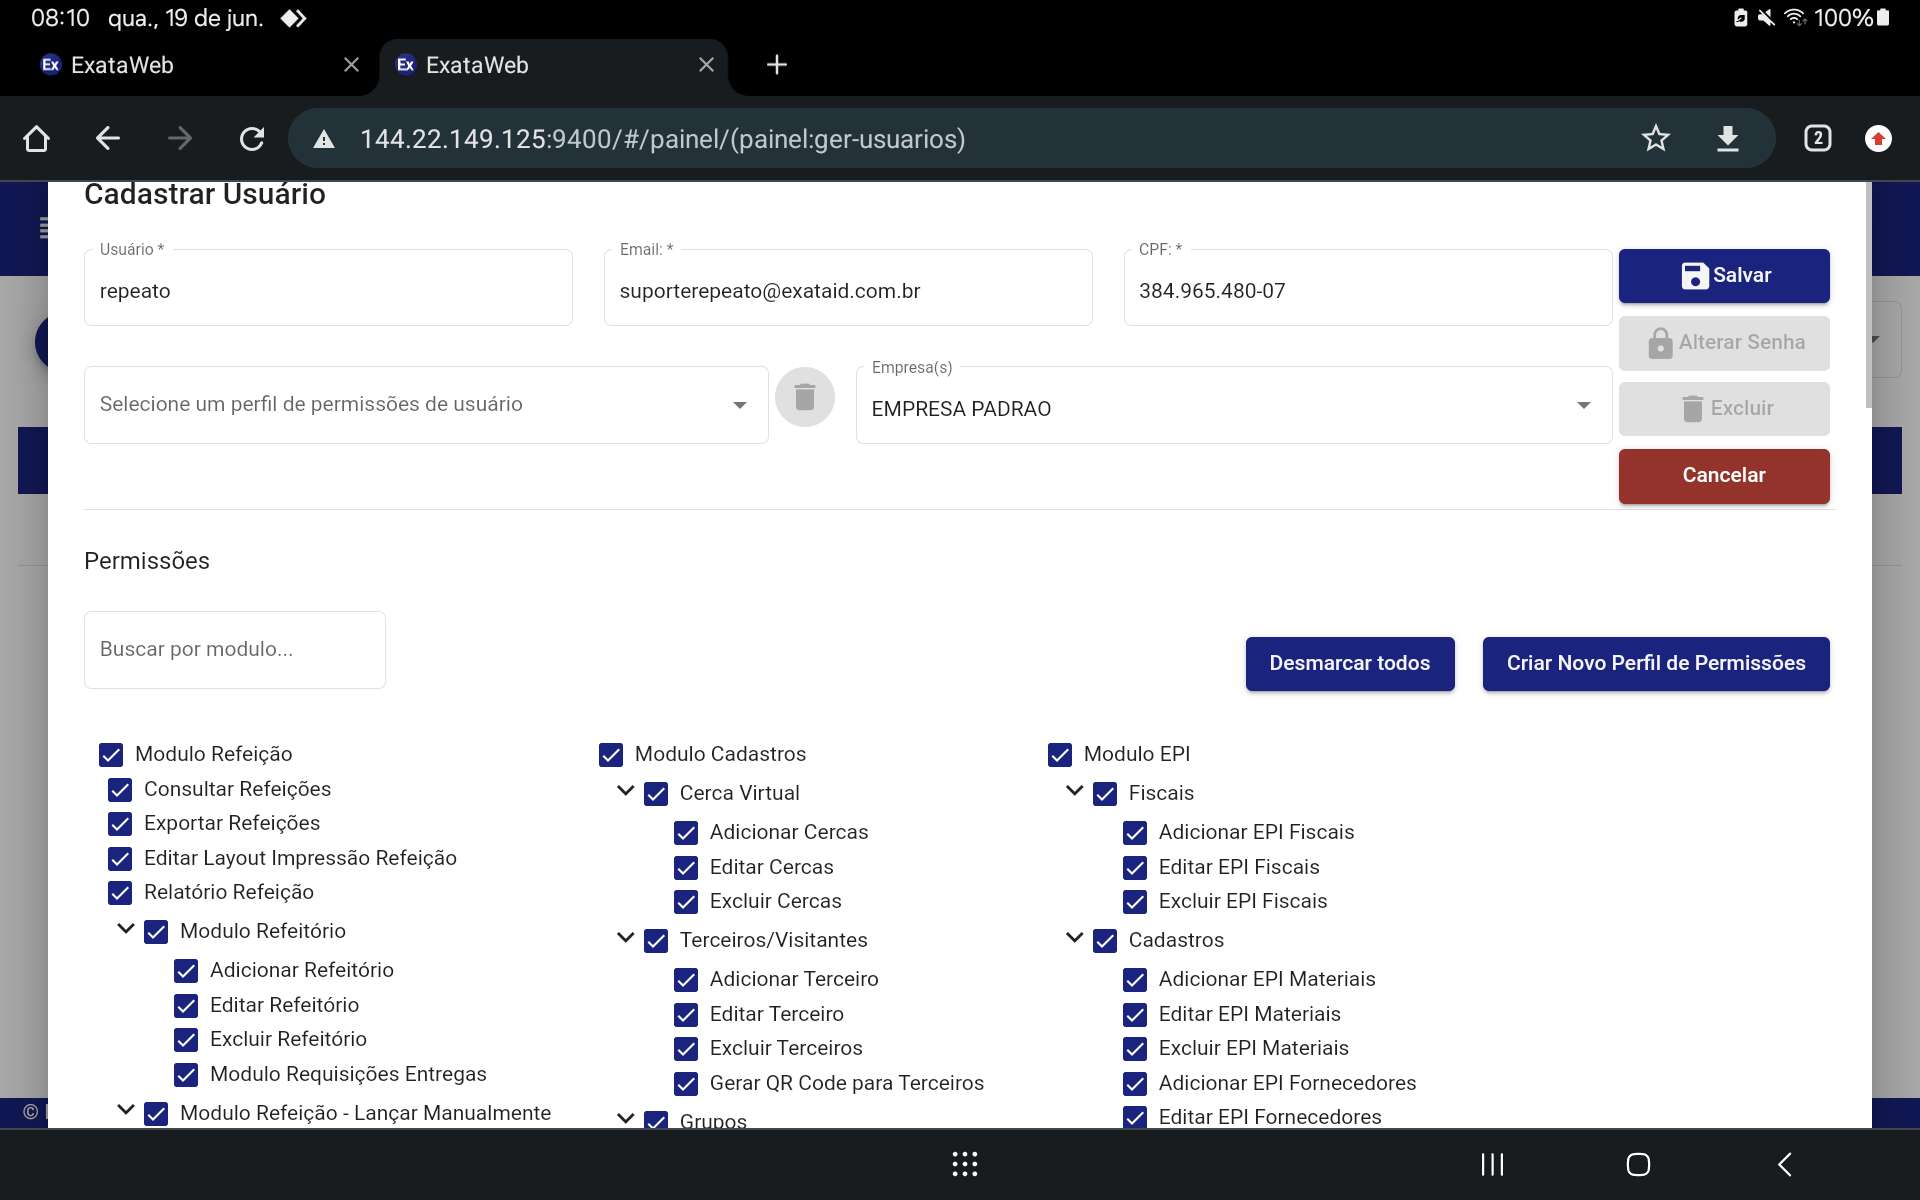 08:10 qua., 19 de jun. 100%
Ex ExataWeb Ex ExataWeb
144.22.149.125:9400/#/painel/(painel:ger-usuarios) 2
Cadastrar Usuário
Usuário * Email: * CPF: *
repeato suporterepeato@exataid.com.br 384.965.480-07 Salvar
Alterar Senha
Empresa(s)
Selecione um perfil de permissões de usuário EMPRESA PADRAO Excluir
Cancelar
Permissões
Buscar por modulo... Desmarcar todos Criar Novo Perfil de Permissões
Modulo Refeição
Consultar Refeições
Exportar Refeições
Editar Layout Impressão Refeição
Relatório Refeição
Modulo Refeitório
Adicionar Refeitório
Editar Refeitório
Excluir Refeitório
Modulo Requisições Entregas
Modulo Refeição - Lançar Manualmente
Modulo Cadastros
Cerca Virtual
Adicionar Cercas
Editar Cercas
Excluir Cercas
Terceiros/Visitantes
Adicionar Terceiro
Editar Terceiro
Excluir Terceiros
Gerar QR Code para Terceiros
Grupos
Modulo EPI
Fiscais
Adicionar EPI Fiscais
Editar EPI Fiscais
Excluir EPI Fiscais
Cadastros
Adicionar EPI Materiais
Editar EPI Materiais
Excluir EPI Materiais
Adicionar EPI Fornecedores
Editar EPI Fornecedores
©